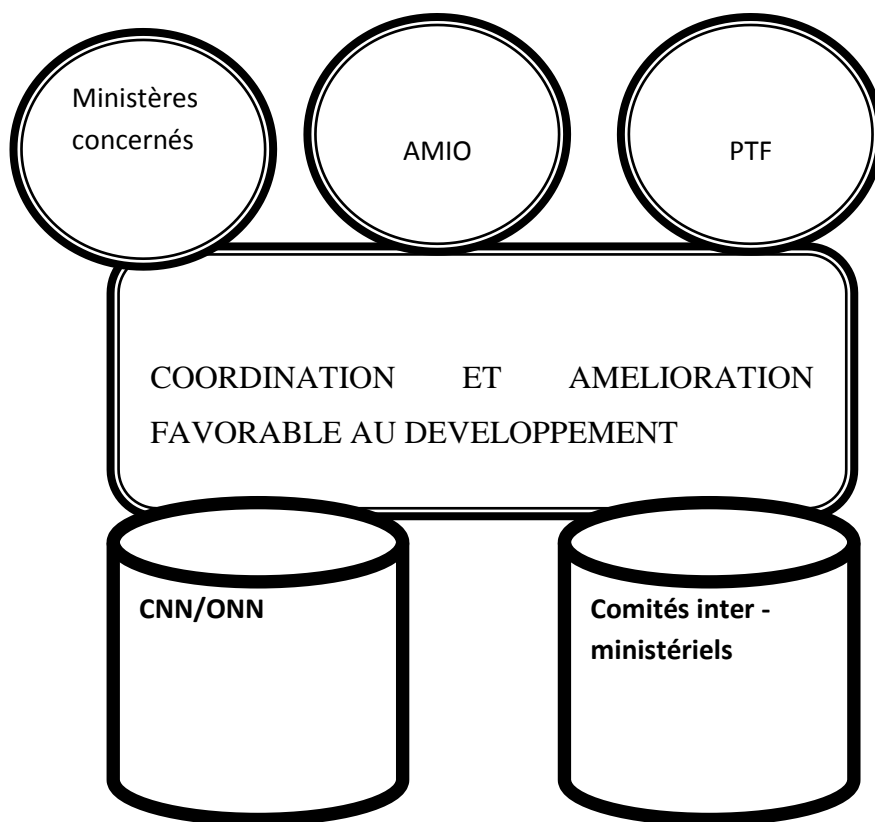 Ministères
concernés
AMIO
PTF
COORDINATION ET AMELIORATION
FAVORABLE AU DEVELOPPEMENT
CNN/ONN
Comités inter -
ministériels